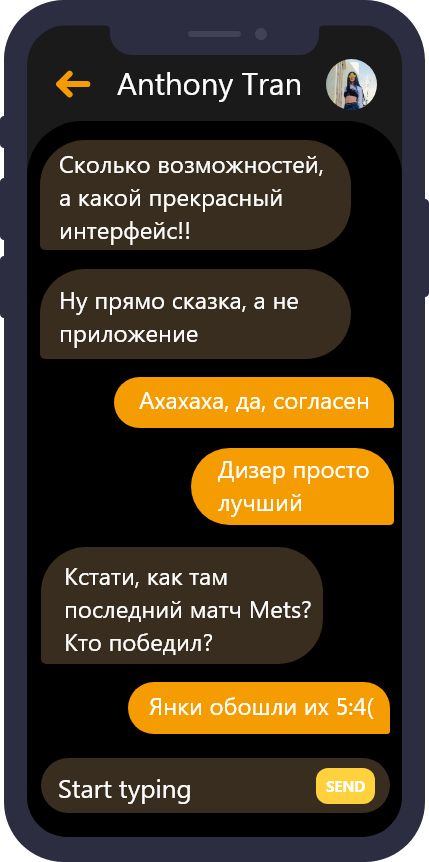 Anthony Tran
Сколько возможностей,
а какой прекрасный
интерфейс!!
Ну прямо сказка, а не
приложение
Ахахаха, да, согласен
Дизер просто
лучший
Кстати, как там
последний матч Mets?
Кто победил?
Янки обошли их 5:4(
Start typing
SEND